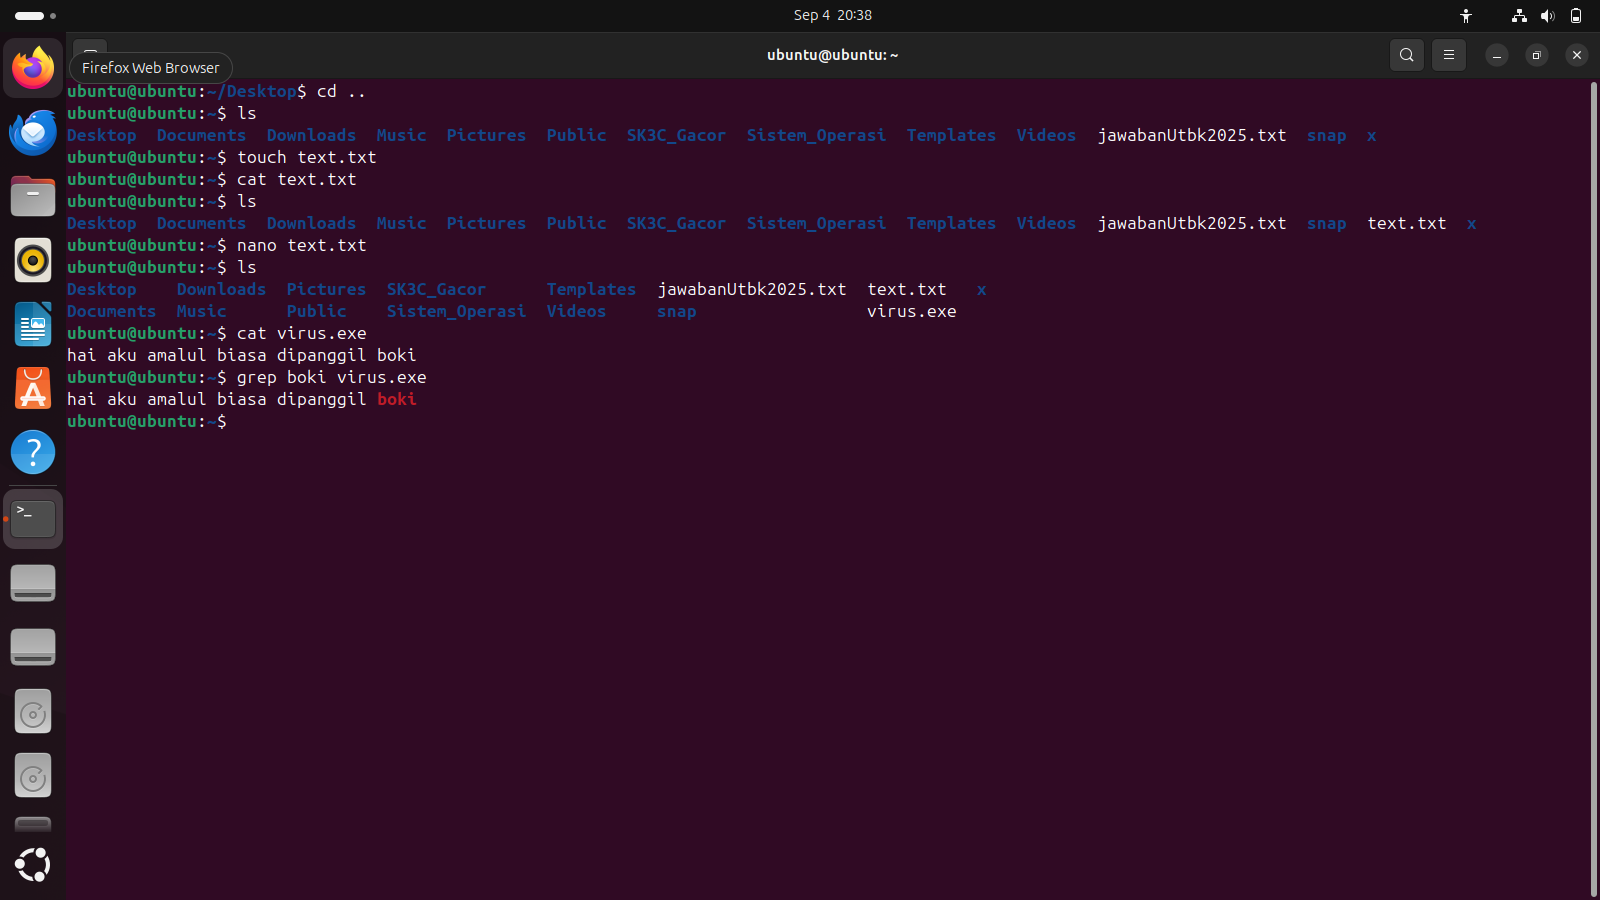 Sep 4 20:38
ubuntu@ubuntu: ~
Firefox Web Browser
ubuntu@ubuntu:~/Desktop$ cd ..
ubuntu@ubuntu:~$ ls
Desktop Documents Downloads Music Pictures Public SK3C_Gacor Sistem_Operasi Templates Videos jawabanUtbk2025.txt snap x
ubuntu@ubuntu:~$ touch text.txt
ubuntu@ubuntu:~$ cat text.txt
ubuntu@ubuntu:~$ ls
Desktop Documents Downloads Music Pictures Public SK3C_Gacor Sistem_Operasi Templates Videos jawabanUtbk2025.txt snap text.txt x
ubuntu@ubuntu:~$ nano text.txt
ubuntu@ubuntu:~$ ls
Desktop Downloads Pictures SK3C_Gacor Templates jawabanUtbk2025.txt text.txt x
Documents Music Public Sistem_Operasi Videos snap virus.exe
ubuntu@ubuntu:~$ cat virus.exe
hai aku amalul biasa dipanggil boki
ubuntu@ubuntu:~$ grep boki virus.exe
hai aku amalul biasa dipanggil boki
ubuntu@ubuntu:~$